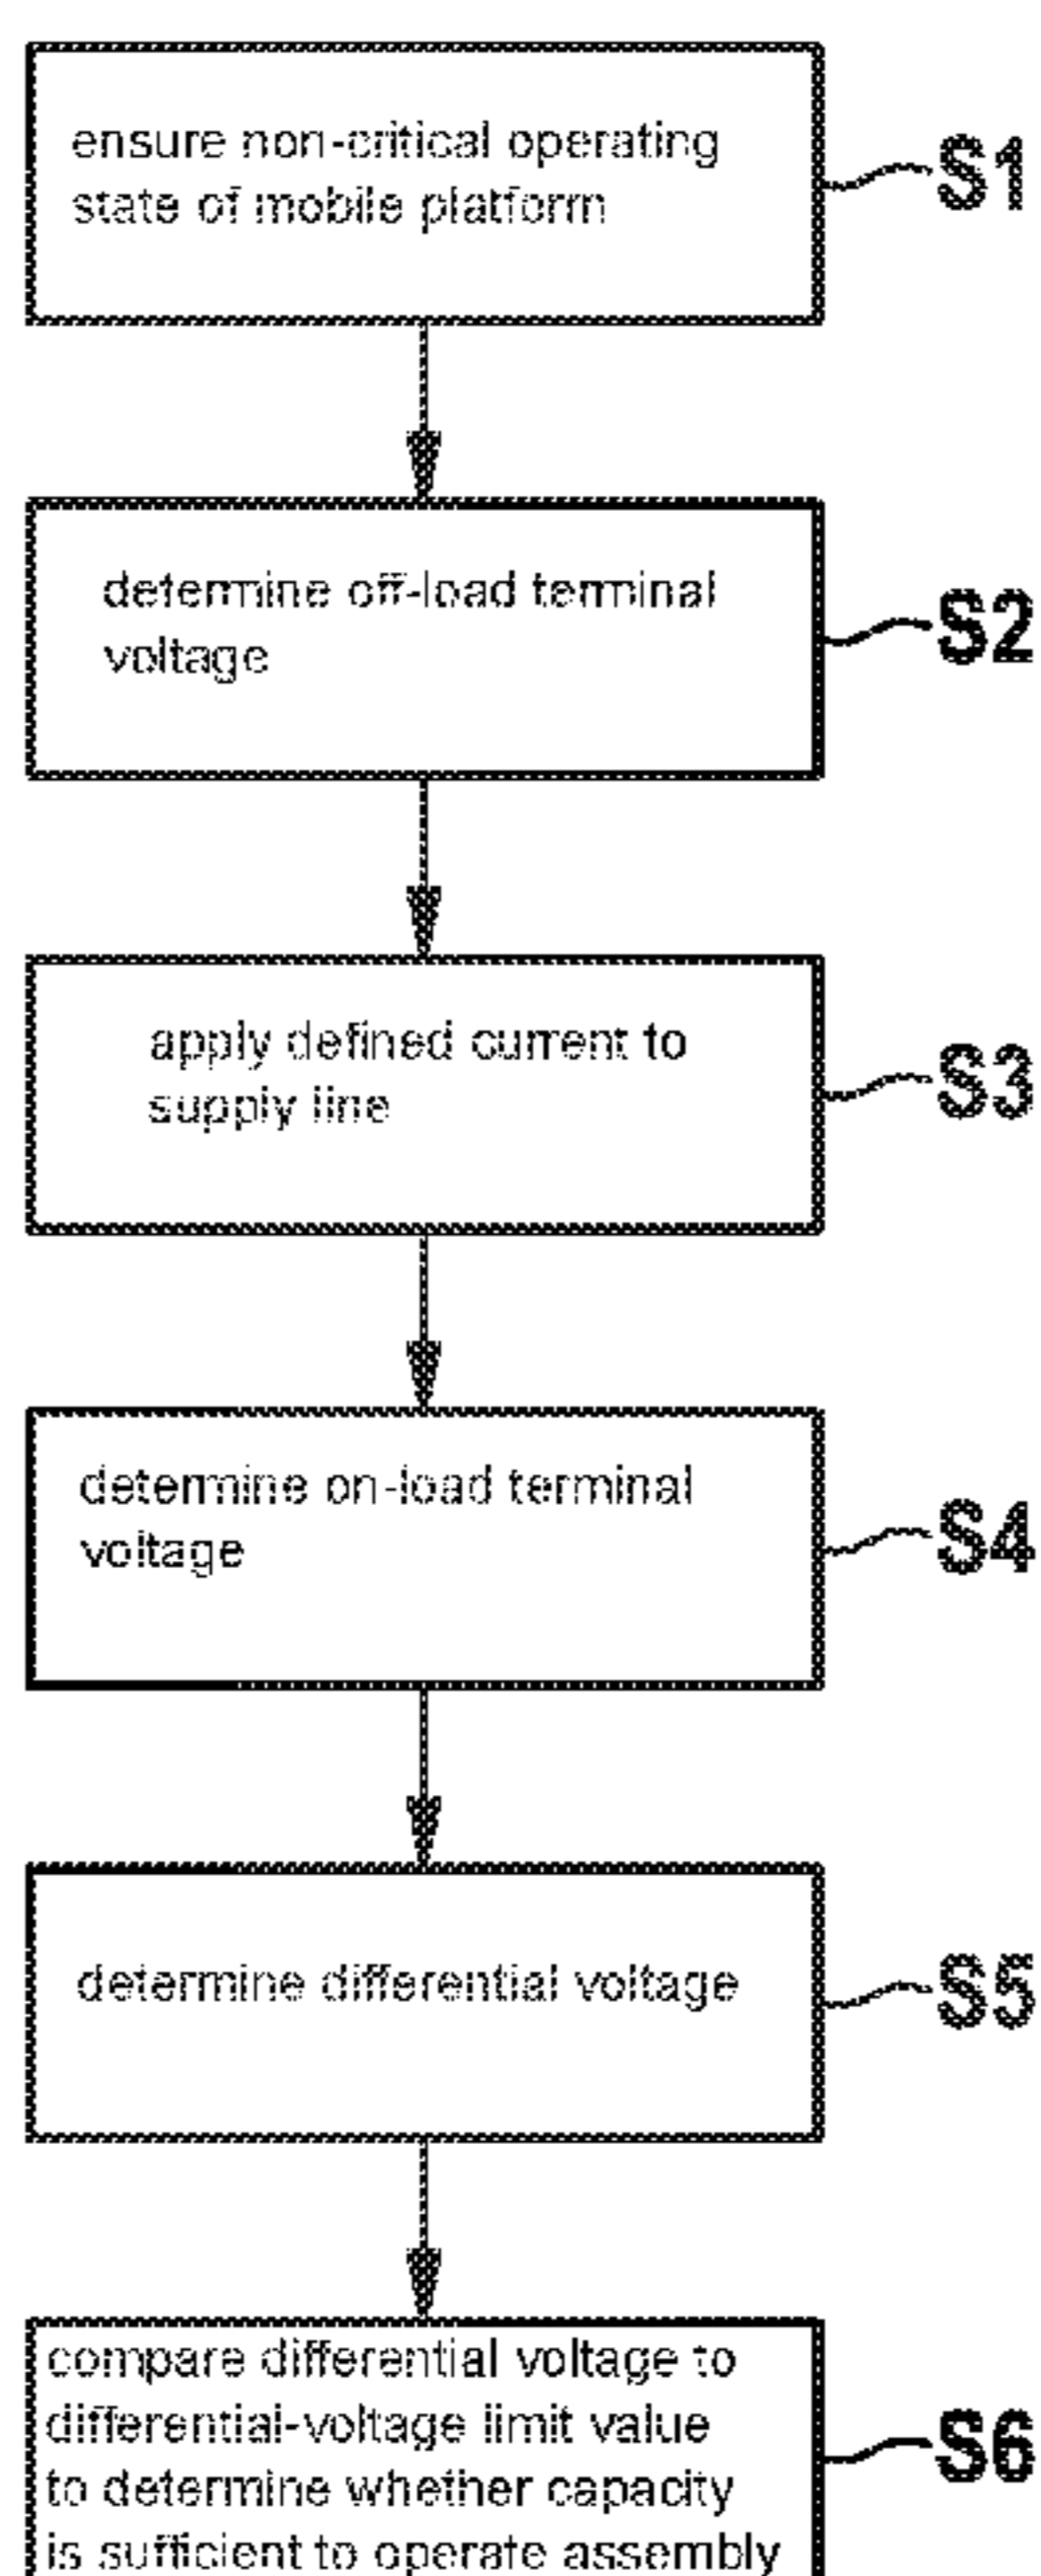 ensure non-critical operating
state of mobile platform
S1
determine off-load terminal
voltage
S2
apply defined current to
supply line
S3
determine on-load terminal
voltage
S4
determine differential voltage
S5
compare differential voltage to
differential-voltage limit value
to determine whether capacity
is sufficient to operate assembly
S6